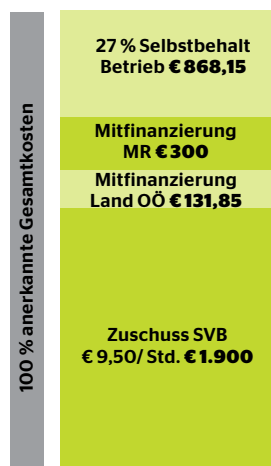 100 % anerkannte Gesamtkosten
27 % Selbstbehalt
Betrieb € 868,15
Mitfinanzierung
MR € 300
Mitfinanzierung
Land OÖ € 131,85
Zuschuss SVB
€ 9,50/ Std. € 1.900